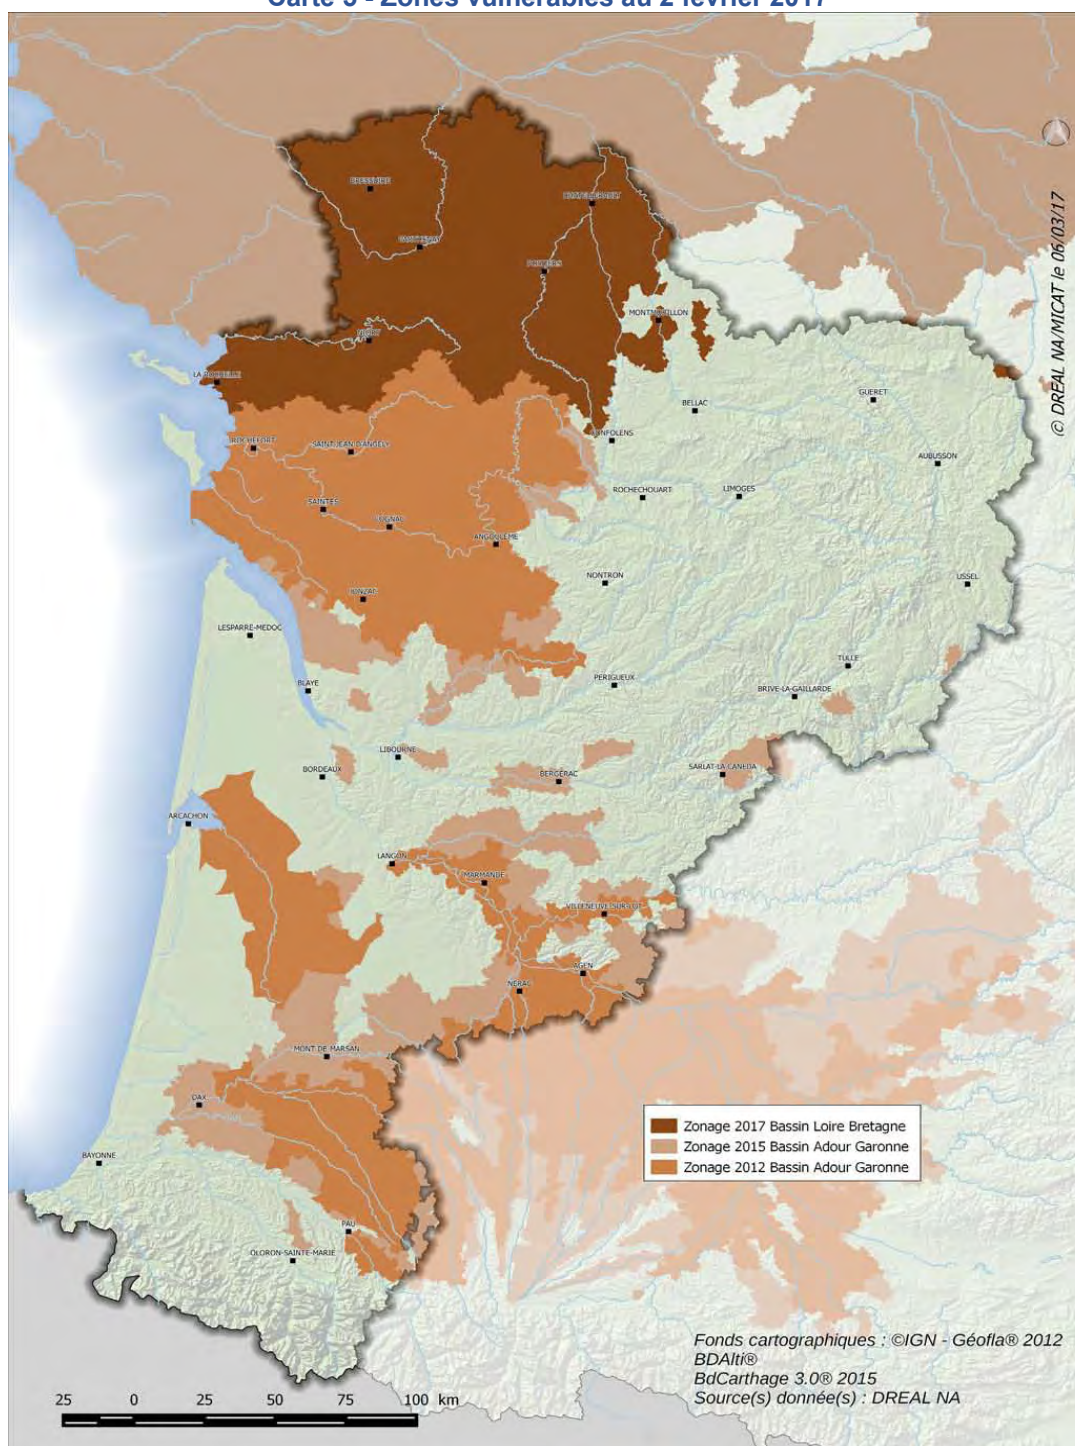 Carte 3 - Zones vulnérables au 2 février 2017
© DREAL NA/MICAT le 06/03/17
BRESSUIRE
CHATELLERAULT
PARTHENAY
POITIERS
MONTMORILLON
NIORT
LA ROCHELLE
GUERET
BELLAC
CONFOLENS
ROCHEFORT
SAINT-JEAN-D'ANGELY
AUBUSSON
ROCHECHOUART
LIMOGES
SAINTES
COGNAC
ANGOULEME
NONTRON
USSEL
JONZAC
LESPARRE-MEDOC
TULLE
PERIGUEUX
BLAYE
BRIVE-LA-GAILLARDE
LIBOURNE
BORDEAUX
BERGERAC
SARLAT-LA-CANEDA
ARCACHON
LANGON
MARMANDE
VILLENEUVE-SUR-LOT
AGEN
NERAC
MONT-DE-MARSAN
DAX
BAYONNE
PAU
OLORON-SAINTE-MARIE
Zonage 2017 Bassin Loire Bretagne
Zonage 2015 Bassin Adour Garonne
Zonage 2012 Bassin Adour Garonne
Fonds cartographiques : ©IGN - Géofla® 2012
BDAlti®
BdCarthage 3.0® 2015
Source(s) donnée(s) : DREAL NA
25 0 25 50 75 100 km